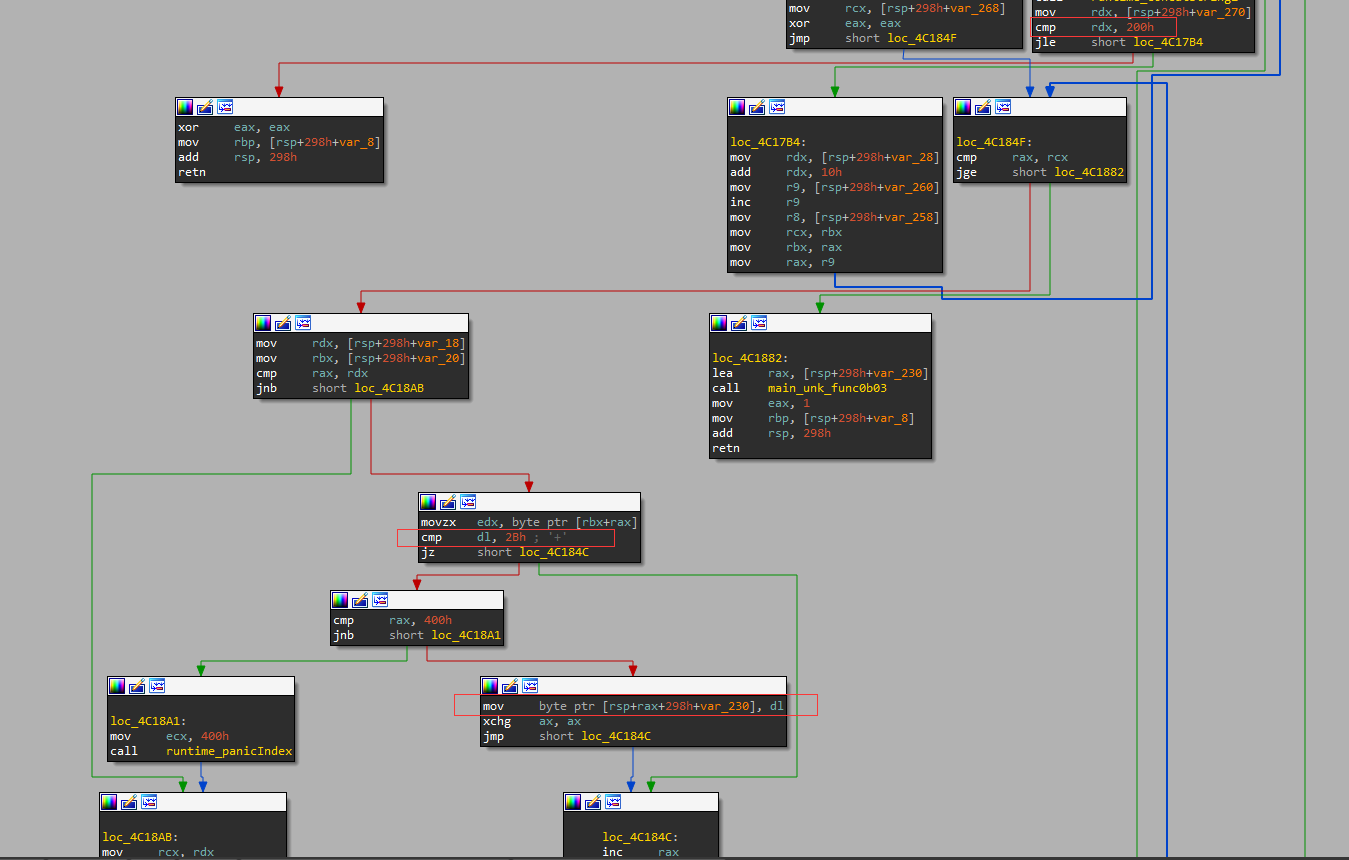 mov rcx, [rsp+298h+var_268]
xor eax, eax
jmp short loc_4C184F
mov rdx, [rsp+298h+var_270]
cmp rdx, 200h
jle short loc_4C17B4
xor eax, eax
mov rbp, [rsp+298h+var_8]
add rsp, 298h
retn
loc_4C17B4:
mov rdx, [rsp+298h+var_28]
add rdx, 10h
mov r9, [rsp+298h+var_260]
inc r9
mov r8, [rsp+298h+var_258]
mov rcx, rbx
mov rbx, rax
mov rax, r9
loc_4C184F:
cmp rax, rcx
jge short loc_4C1882
mov rdx, [rsp+298h+var_18]
mov rbx, [rsp+298h+var_20]
cmp rax, rdx
jnb short loc_4C18AB
loc_4C1882:
lea rax, [rsp+298h+var_230]
call main_unk_func0b03
mov eax, 1
mov rbp, [rsp+298h+var_8]
add rsp, 298h
retn
movzx edx, byte ptr [rbx+rax]
cmp dl, 2Bh ; '+'
jz short loc_4C184C
cmp rax, 400h
jnb short loc_4C18A1
loc_4C18A1:
mov ecx, 400h
call runtime_panicIndex
mov byte ptr [rsp+rax+298h+var_230], dl
xchg ax, ax
jmp short loc_4C184C
loc_4C18AB:
mov rcx, rdx
loc_4C184C:
inc rax